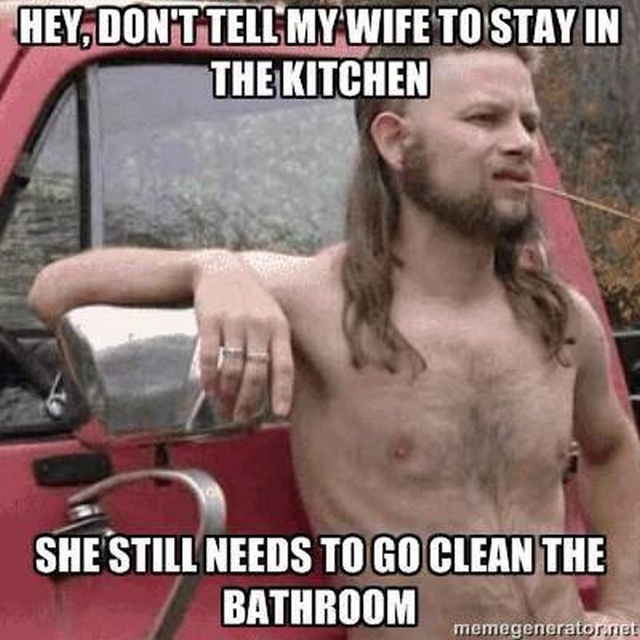 HEY, DON'T TELL MY WIFE TO STAY IN
THE KITCHEN
SHE STILL NEEDS TO GO CLEAN THE
BATHROOM
memegenerator.net